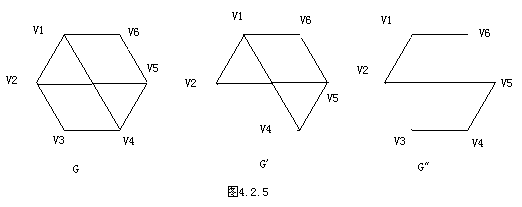 V1 V6 V1 V6 V1 V6
V2 V5 V2 V5 V2 V5
V3 V4 V4 V3 V4
G G′ G″
图4.2.5